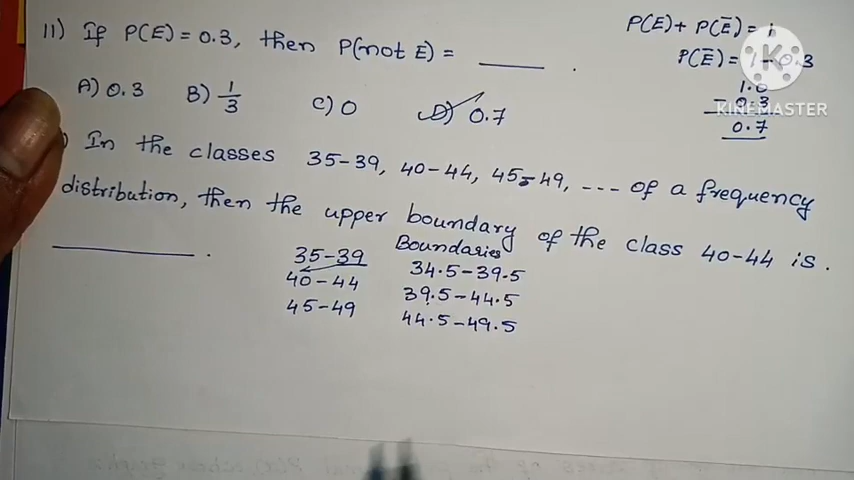 11) If P(E) = 0.3, then P(not E) = ______ .
P(E) + P(E̅) = 1
P(E̅) = 1 - 0.3
1.0
- 0.3
0.7
KINEMASTER
A) 0.3 B) 1/3 C) 0 D) 0.7
) In the classes 35-39, 40-44, 45-49, --- of a frequency
distribution, then the upper boundary of the class 40-44 is.
__________ .
Boundaries
35-39 34.5-39.5
40-44 39.5-44.5
45-49 44.5-49.5